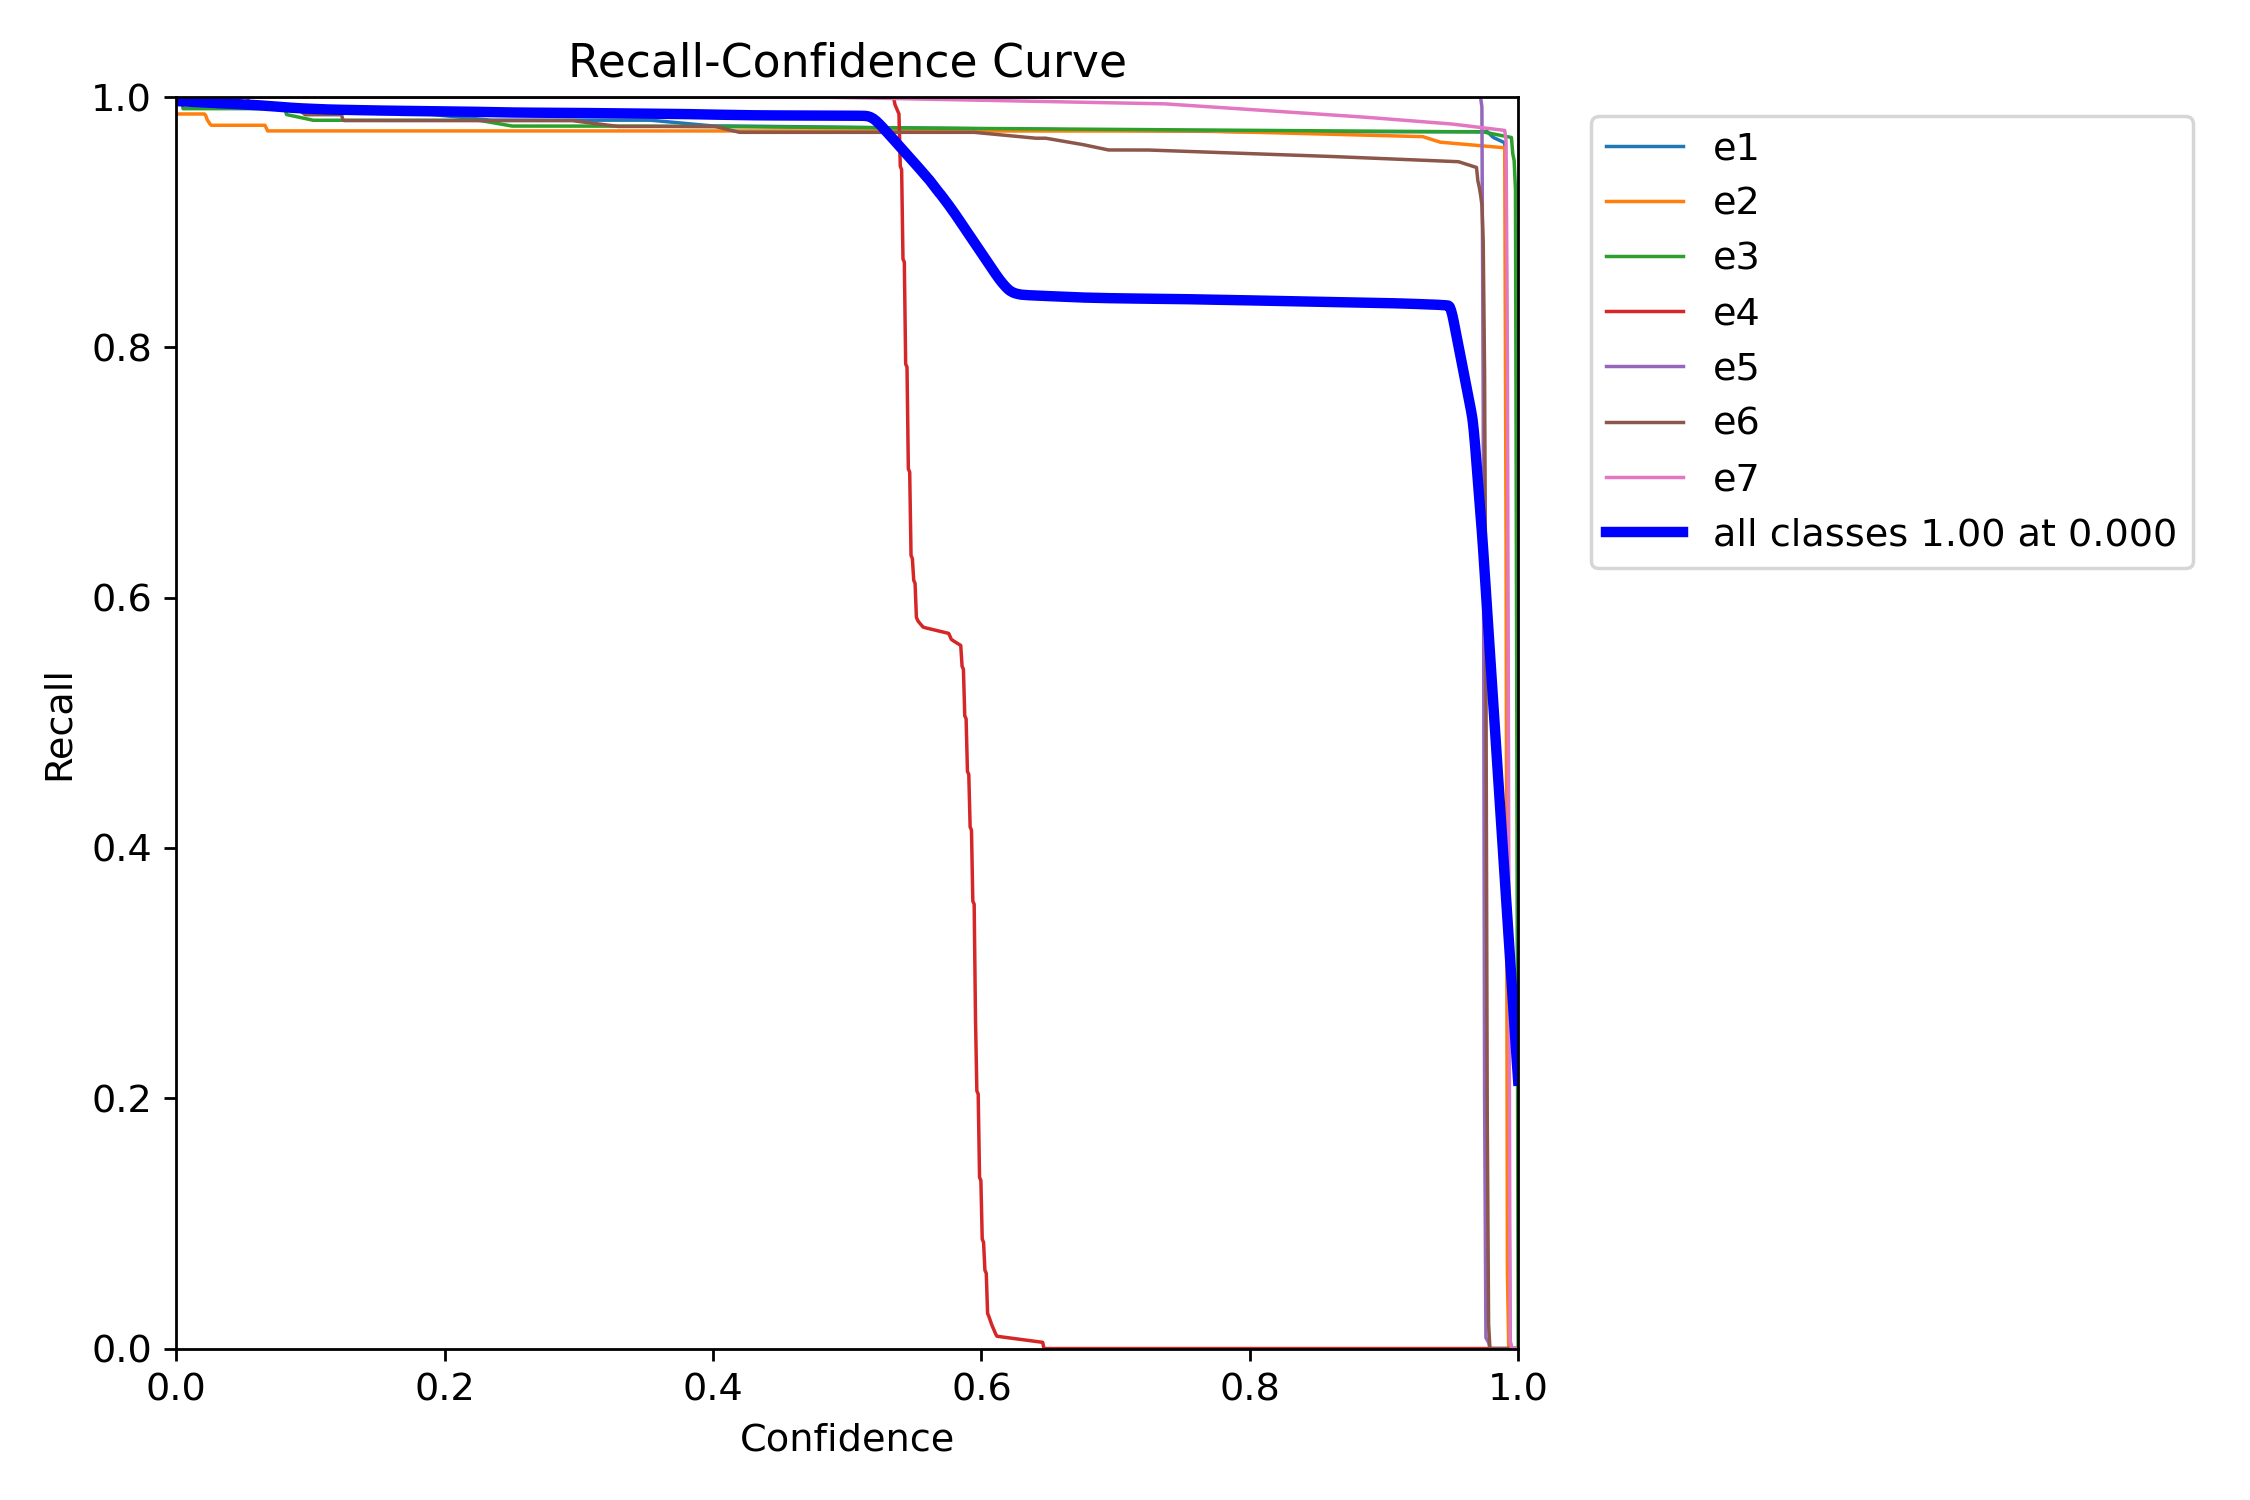 Recall-Confidence Curve
1.0
0.8
0.6
0.4
0.2
0.0
Recall
0.0 0.2 0.4 0.6 0.8 1.0
Confidence
e1
e2
e3
e4
e5
e6
e7
all classes 1.00 at 0.000